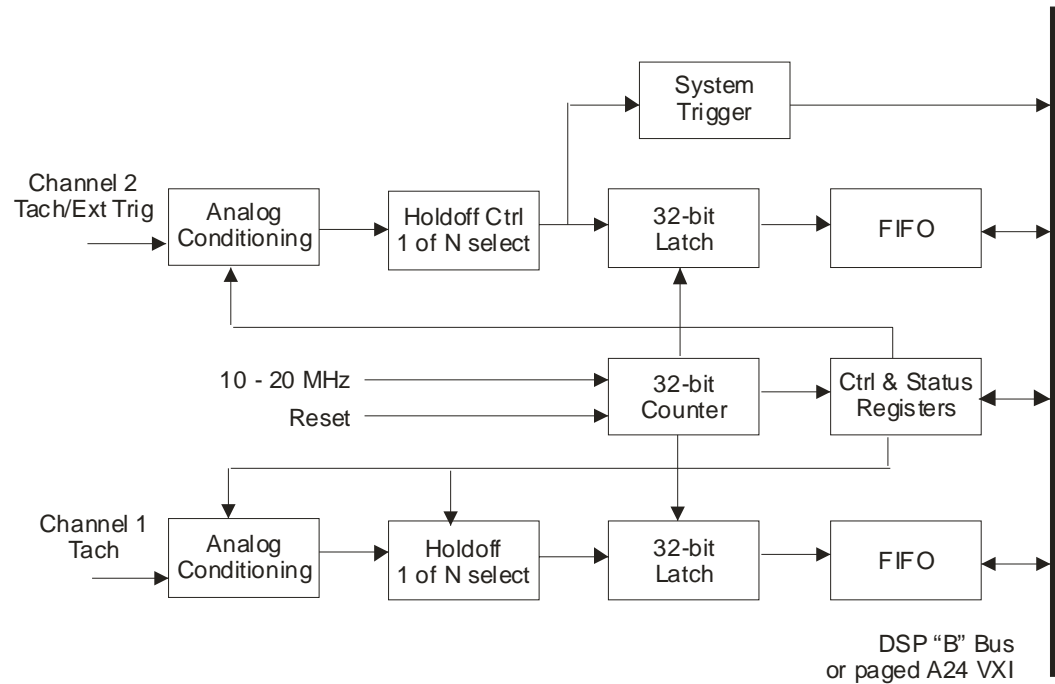 System
Trigger
Channel 2
Tach/Ext Trig
Analog
Conditioning
Holdoff Ctrl
1 of N select
32-bit
Latch
FIFO
10 - 20 MHz
Reset
32-bit
Counter
Ctrl & Status
Registers
Channel 1
Tach
Analog
Conditioning
Holdoff
1 of N select
32-bit
Latch
FIFO
DSP “B” Bus
or paged A24 VXI